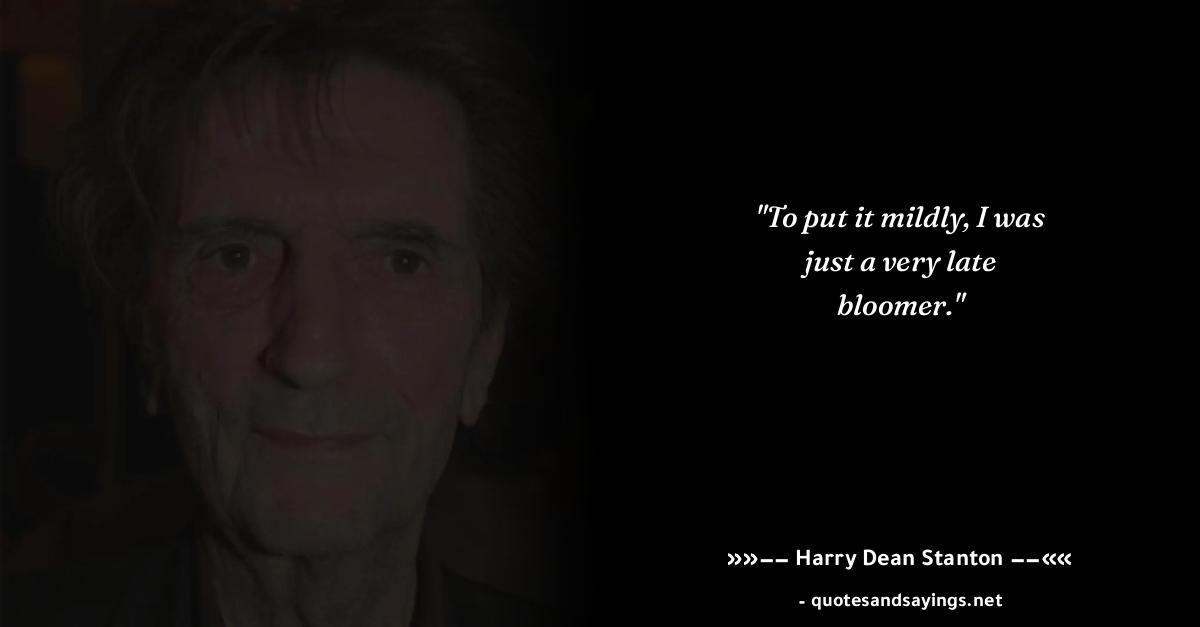 "To put it mildly, I was
just a very late
bloomer."
»»–– Harry Dean Stanton ––««
- quotesandsayings.net